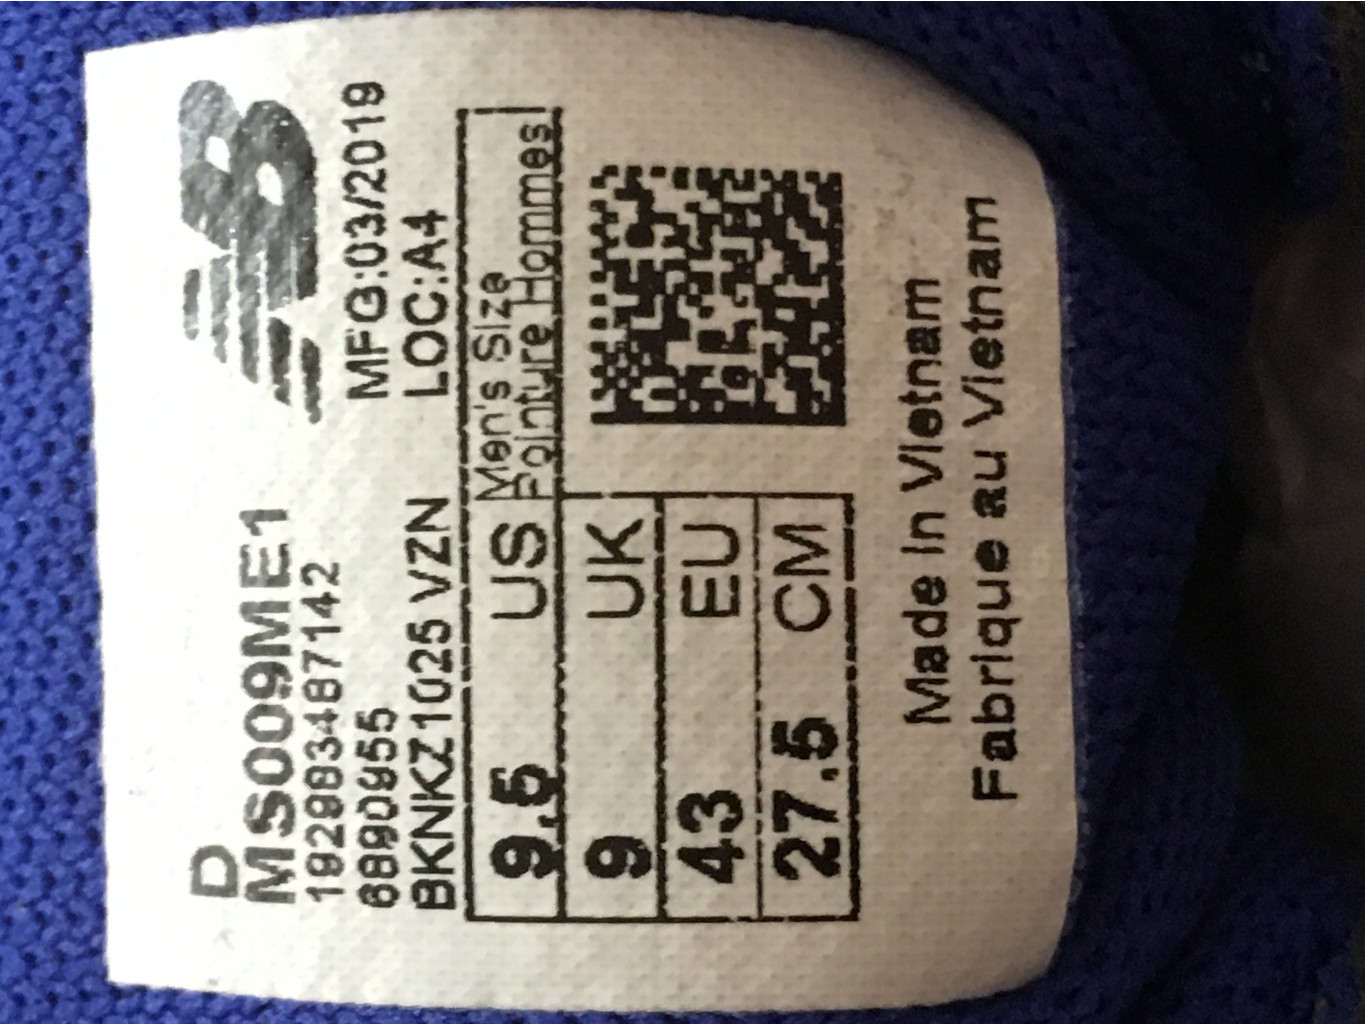 D
MS009ME1
192983487142
6890955 MFG:03/2019
BKNKZ1025 VZN LOC:A4
Men's Size
Pointure Hommes
9.5 US
9 UK
43 EU
27.5 CM
Made in Vietnam
Fabrique au Vietnam